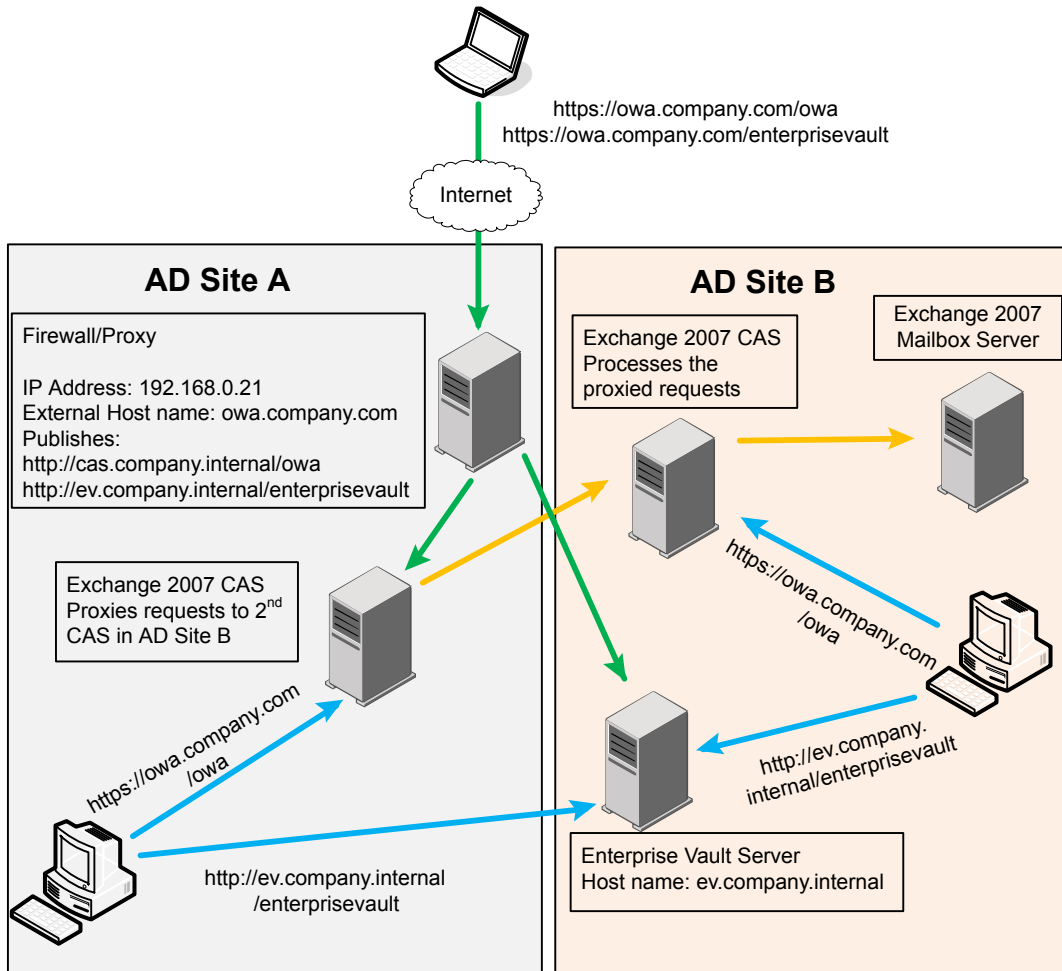 https://owa.company.com/owa
https://owa.company.com/enterprisevault
Internet
AD Site A
Firewall/Proxy
IP Address: 192.168.0.21
External Host name: owa.company.com
Publishes:
http://cas.company.internal/owa
http://ev.company.internal/enterprisevault
Exchange 2007 CAS
Proxies requests to 2nd
CAS in AD Site B
https://owa.company.com
/owa
http://ev.company.internal
/enterprisevault
AD Site B
Exchange 2007 CAS
Processes the
proxied requests
Exchange 2007
Mailbox Server
https://owa.company.com
/owa
http://ev.company.
internal/enterprisevault
Enterprise Vault Server
Host name: ev.company.internal